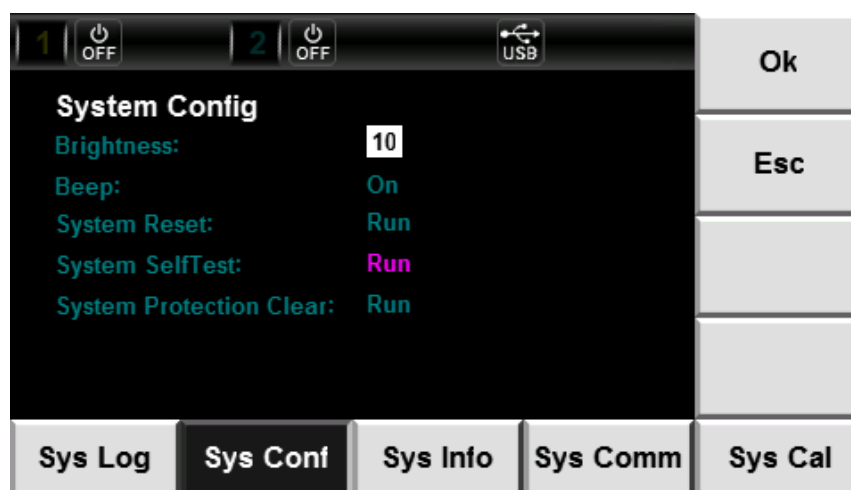 1 OFF 2 OFF USB
Ok
System Config
Brightness: 10
Esc
Beep: On
System Reset: Run
System SelfTest: Run
System Protection Clear: Run
Sys Log Sys Conf Sys Info Sys Comm Sys Cal